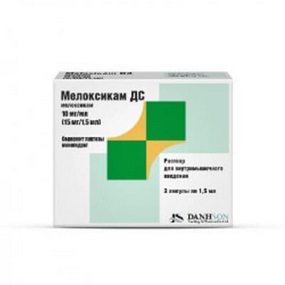 Мелоксикам ДС
мелоксикам
10 мг/мл
(15 мг/1,5 мл)
Раствор
для внутримышечного
введения
3 ампулы по 1,5 мл
DANHSON